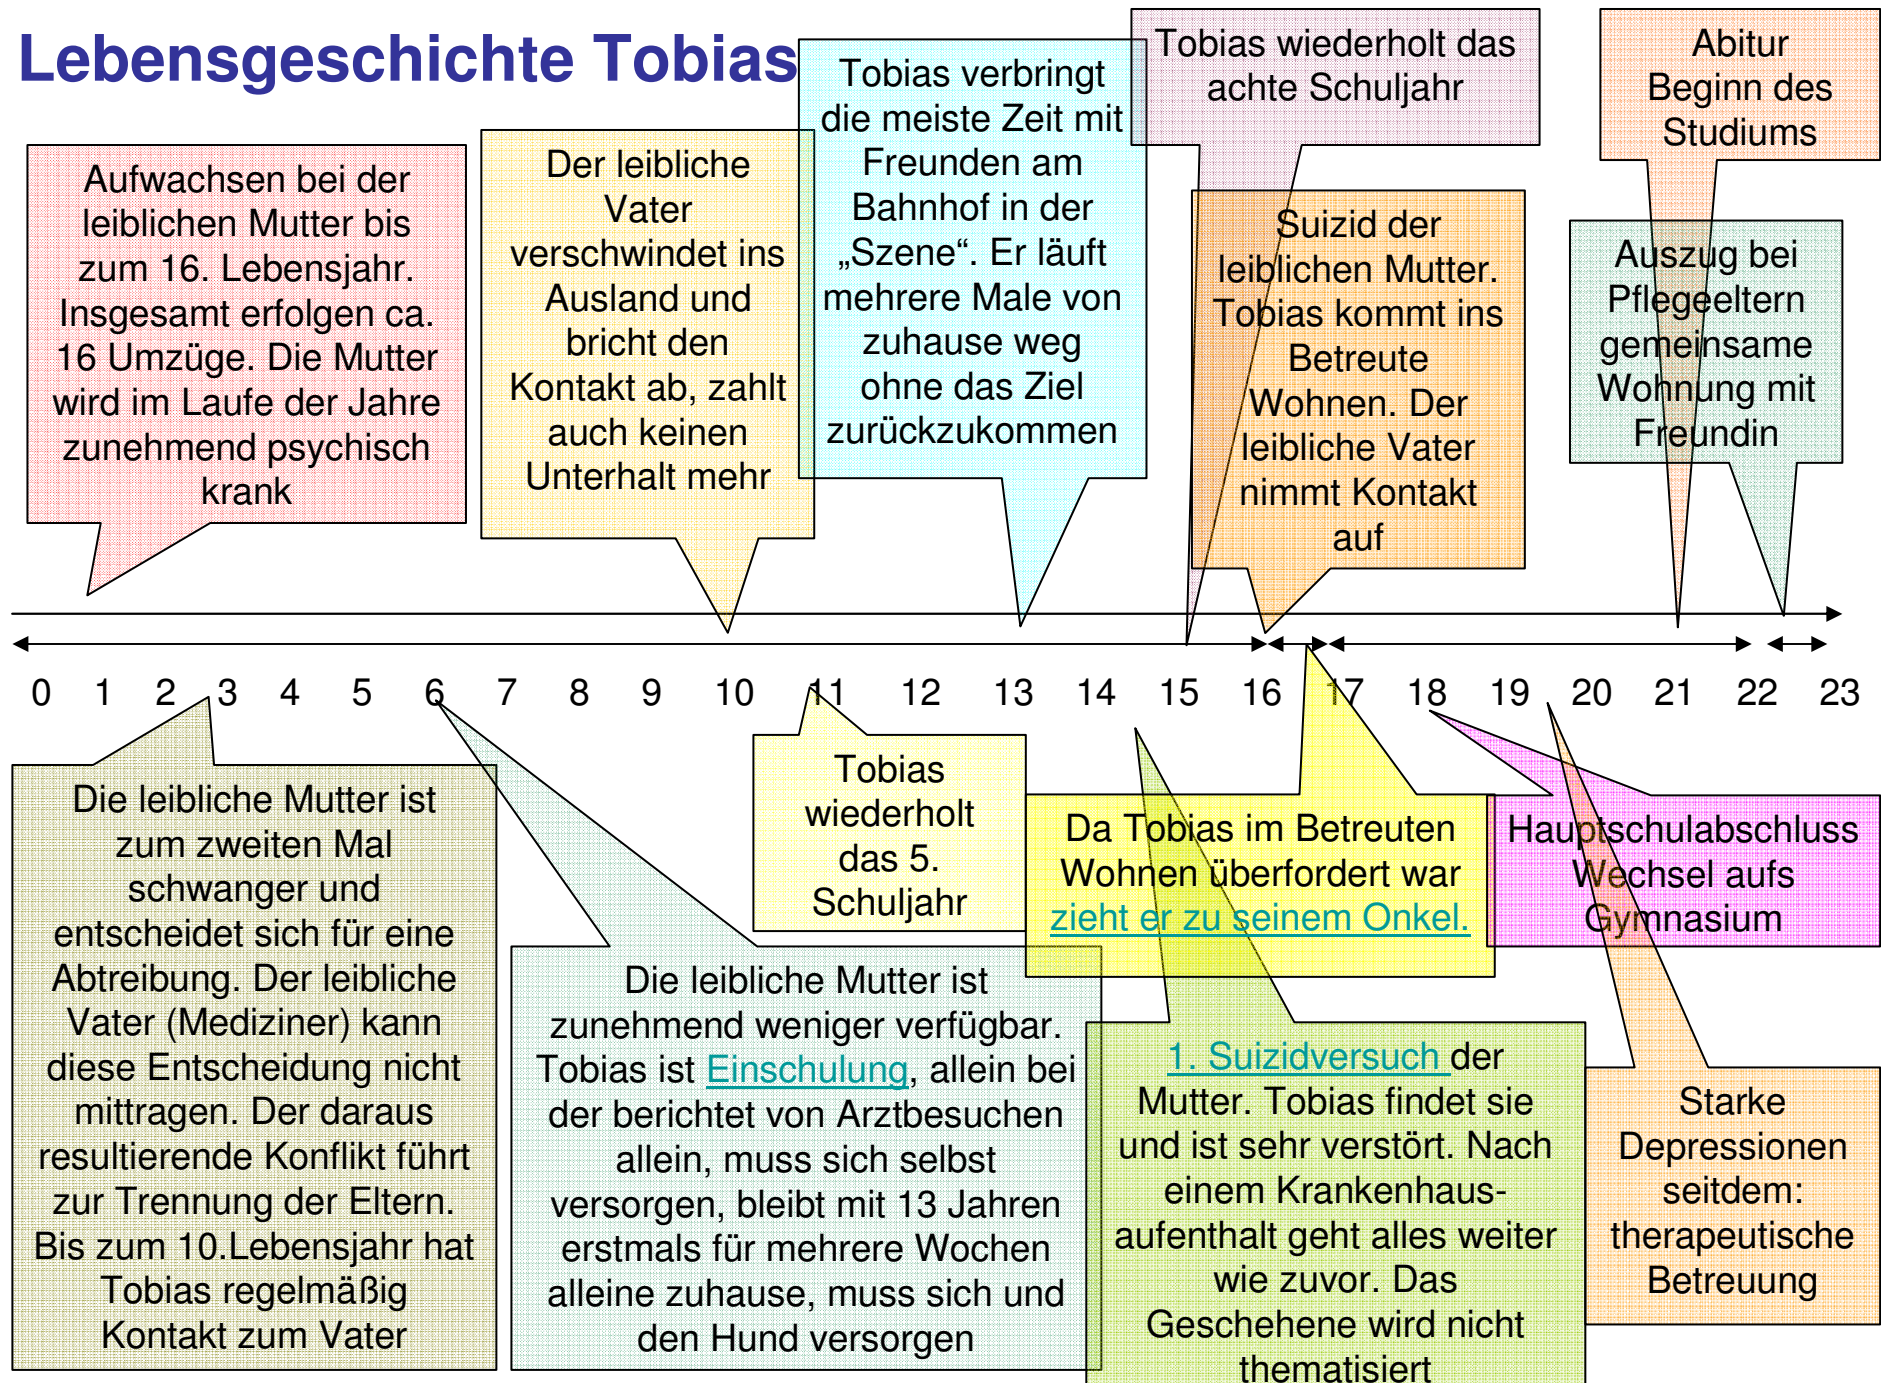 Lebensgeschichte Tobias
Aufwachsen bei der
leiblichen Mutter bis
zum 16. Lebensjahr.
Insgesamt erfolgen ca.
16 Umzüge. Die Mutter
wird im Laufe der Jahre
zunehmend psychisch
krank
Der leibliche
Vater
verschwindet ins
Ausland und
bricht den
Kontakt ab, zahlt
auch keinen
Unterhalt mehr
Tobias verbringt
die meiste Zeit mit
Freunden am
Bahnhof in der
„Szene“. Er läuft
mehrere Male von
zuhause weg
ohne das Ziel
zurückzukommen
Tobias wiederholt das
achte Schuljahr
Suizid der
leiblichen Mutter.
Tobias kommt ins
Betreute
Wohnen. Der
leibliche Vater
nimmt Kontakt
auf
Abitur
Beginn des
Studiums
Auszug bei
Pflegeeltern
gemeinsame
Wohnung mit
Freundin
0 1 2 3 4 5 6 7 8 9 10 11 12 13 14 15 16 17 18 19 20 21 22 23
Die leibliche Mutter ist
zum zweiten Mal
schwanger und
entscheidet sich für eine
Abtreibung. Der leibliche
Vater (Mediziner) kann
diese Entscheidung nicht
mittragen. Der daraus
resultierende Konflikt führt
zur Trennung der Eltern.
Bis zum 10.Lebensjahr hat
Tobias regelmäßig
Kontakt zum Vater
Die leibliche Mutter ist
zunehmend weniger verfügbar.
Tobias ist Einschulung, allein bei
der berichtet von Arztbesuchen
allein, muss sich selbst
versorgen, bleibt mit 13 Jahren
erstmals für mehrere Wochen
alleine zuhause, muss sich und
den Hund versorgen
Tobias
wiederholt
das 5.
Schuljahr
Da Tobias im Betreuten
Wohnen überfordert war
zieht er zu seinem Onkel.
1. Suizidversuch der
Mutter. Tobias findet sie
und ist sehr verstört. Nach
einem Krankenhaus-
aufenthalt geht alles weiter
wie zuvor. Das
Geschehene wird nicht
thematisiert
Hauptschulabschluss
Wechsel aufs
Gymnasium
Starke
Depressionen
seitdem:
therapeutische
Betreuung